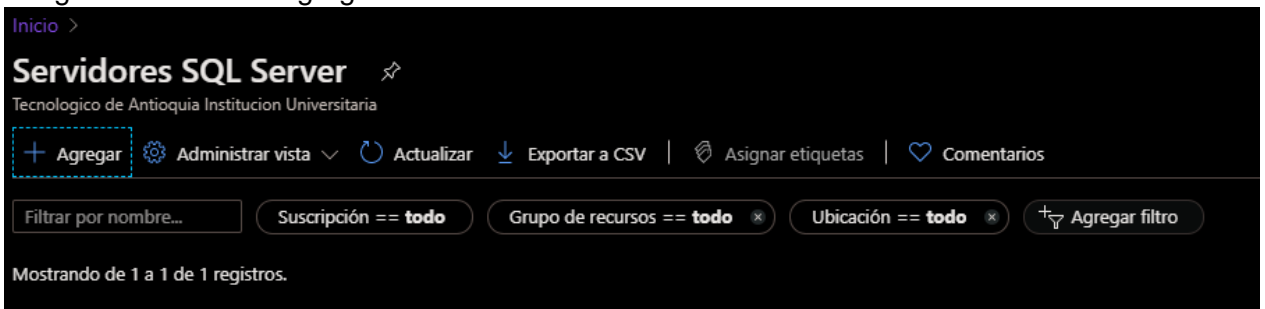 Inicio >
Servidores SQL Server
Tecnologico de Antioquia Institucion Universitaria
Agregar Administrar vista Actualizar Exportar a CSV Asignar etiquetas Comentarios
Filtrar por nombre... Suscripción == todo Grupo de recursos == todo Ubicación == todo Agregar filtro
Mostrando de 1 a 1 de 1 registros.